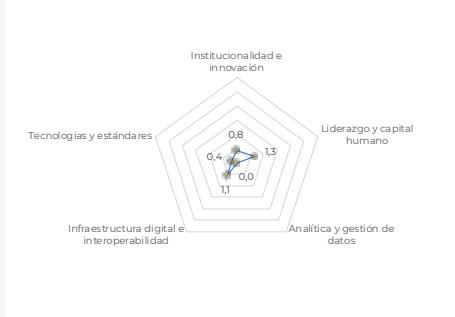 Institucionalidad e
innovación
Liderazgo y capital
humano
Analítica y gestión de
datos
Infraestructura digital e
interoperabilidad
Tecnologías y estándares
0,8
1,3
0,0
1,1
0,4